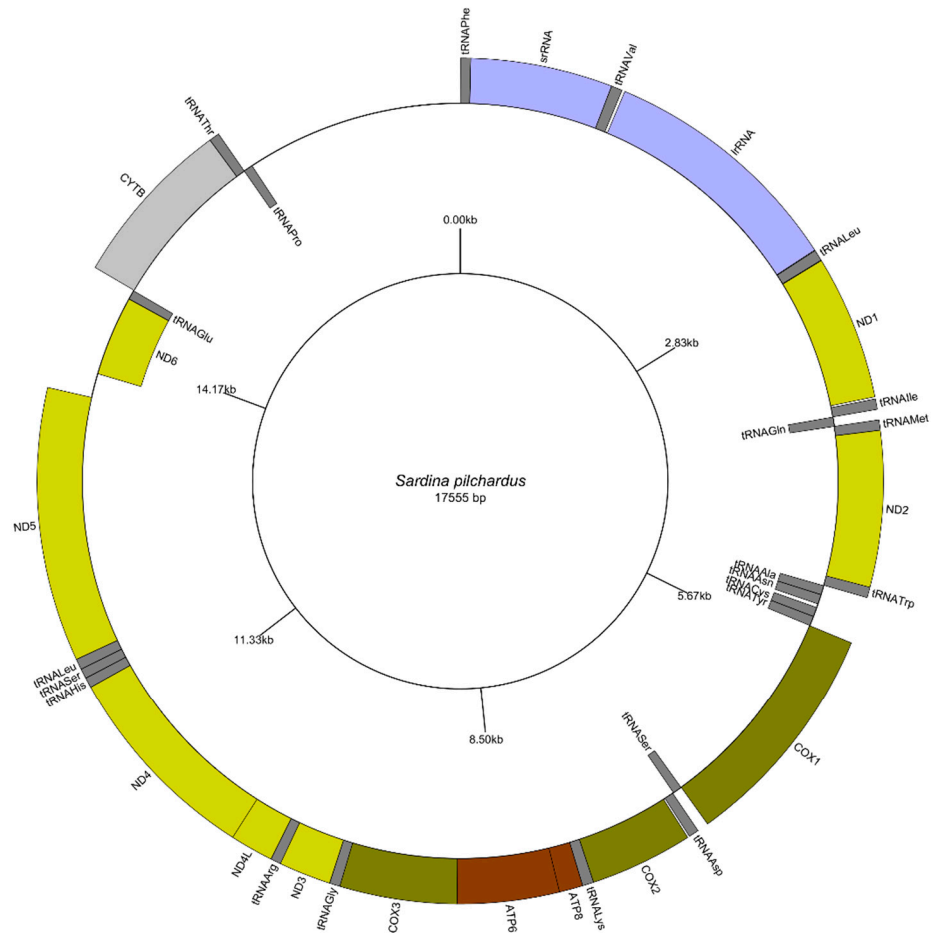 tRNAPhe
srRNA
tRNAVal
lrRNA
tRNALeu
ND1
tRNAIle
tRNAGln
tRNAMet
ND2
tRNATrp
tRNAAla
tRNAAsn
tRNACys
tRNATyr
COX1
tRNASer
tRNAAsp
COX2
tRNALys
ATP8
ATP6
COX3
tRNAGly
ND3
tRNAArg
ND4L
ND4
tRNAHis
tRNASer
tRNALeu
ND5
ND6
tRNAGlu
CYTB
tRNAThr
tRNAPro
0.00kb
2.83kb
5.67kb
8.50kb
11.33kb
14.17kb
Sardina pilchardus
17555 bp